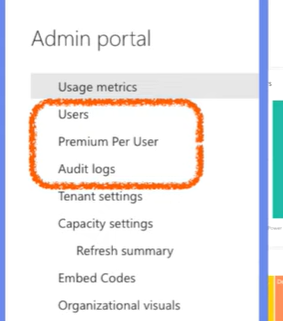 Admin portal
Usage metrics
Users
Premium Per User
Audit logs
Tenant settings
Capacity settings
Refresh summary
Embed Codes
Organizational visuals